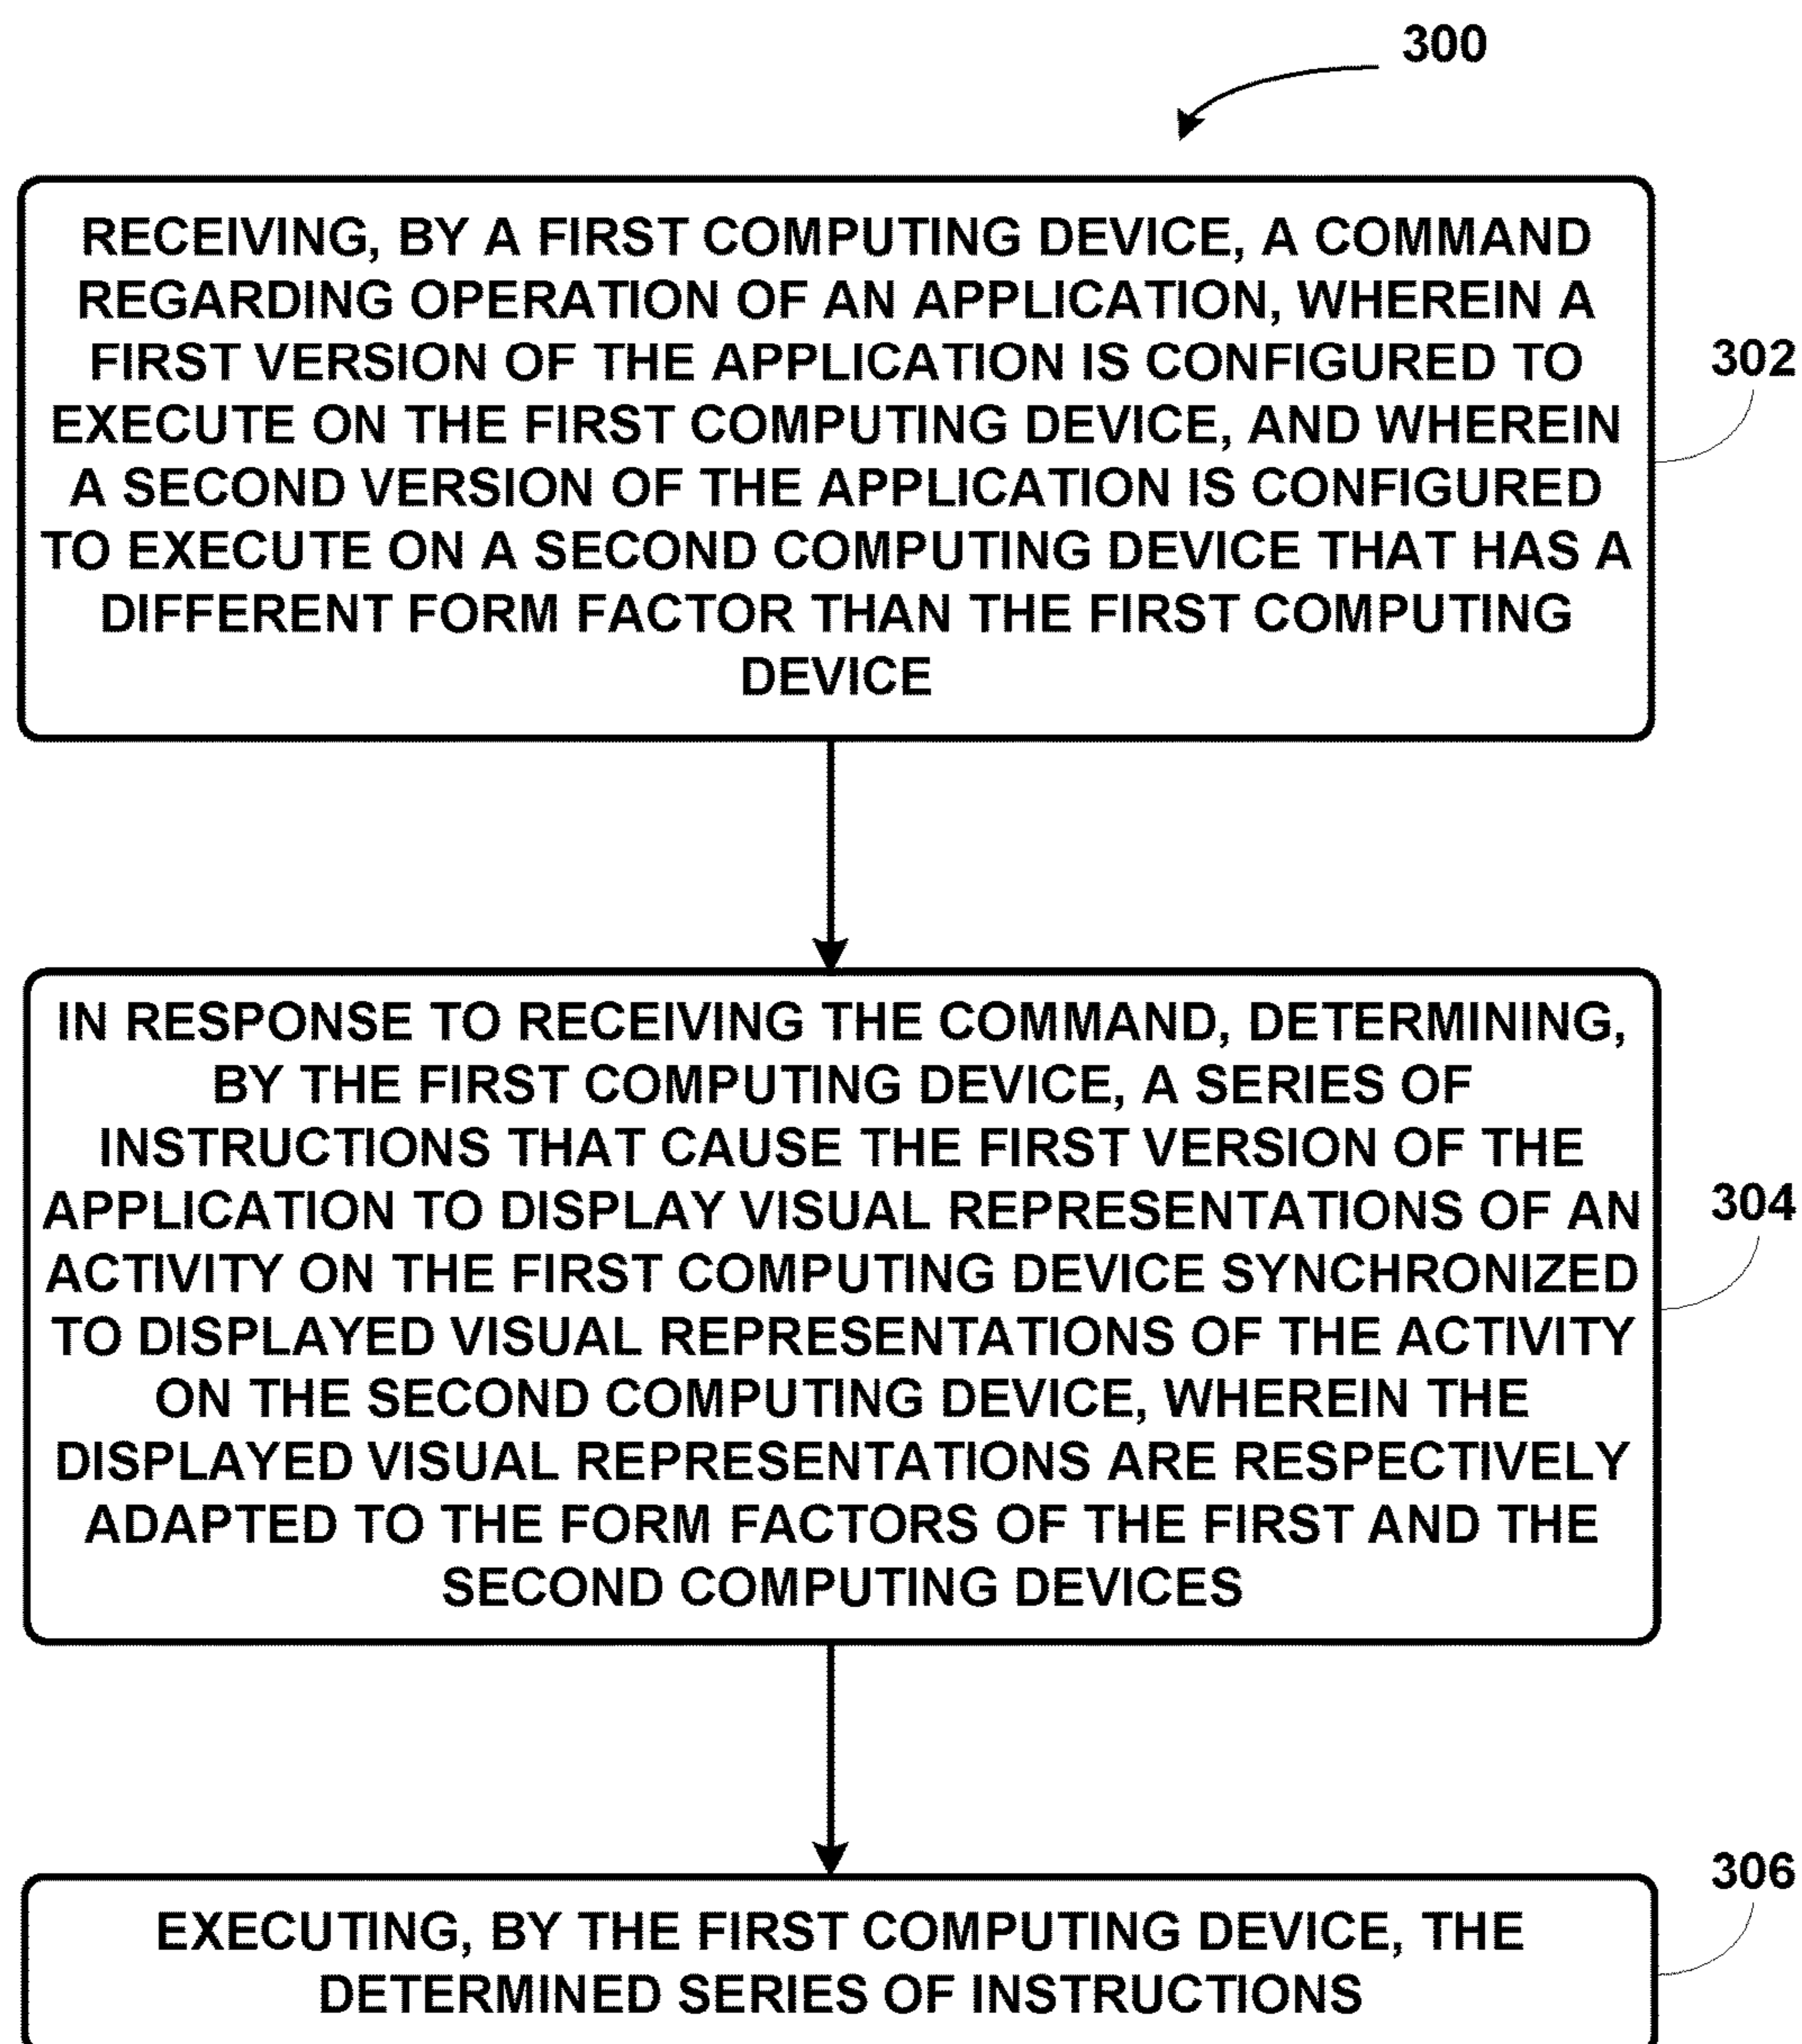 300
RECEIVING, BY A FIRST COMPUTING DEVICE, A COMMAND
REGARDING OPERATION OF AN APPLICATION, WHEREIN A
FIRST VERSION OF THE APPLICATION IS CONFIGURED TO
EXECUTE ON THE FIRST COMPUTING DEVICE, AND WHEREIN
A SECOND VERSION OF THE APPLICATION IS CONFIGURED
TO EXECUTE ON A SECOND COMPUTING DEVICE THAT HAS A
DIFFERENT FORM FACTOR THAN THE FIRST COMPUTING
DEVICE
302
IN RESPONSE TO RECEIVING THE COMMAND, DETERMINING,
BY THE FIRST COMPUTING DEVICE, A SERIES OF
INSTRUCTIONS THAT CAUSE THE FIRST VERSION OF THE
APPLICATION TO DISPLAY VISUAL REPRESENTATIONS OF AN
ACTIVITY ON THE FIRST COMPUTING DEVICE SYNCHRONIZED
TO DISPLAYED VISUAL REPRESENTATIONS OF THE ACTIVITY
ON THE SECOND COMPUTING DEVICE, WHEREIN THE
DISPLAYED VISUAL REPRESENTATIONS ARE RESPECTIVELY
ADAPTED TO THE FORM FACTORS OF THE FIRST AND THE
SECOND COMPUTING DEVICES
304
EXECUTING, BY THE FIRST COMPUTING DEVICE, THE
DETERMINED SERIES OF INSTRUCTIONS
306